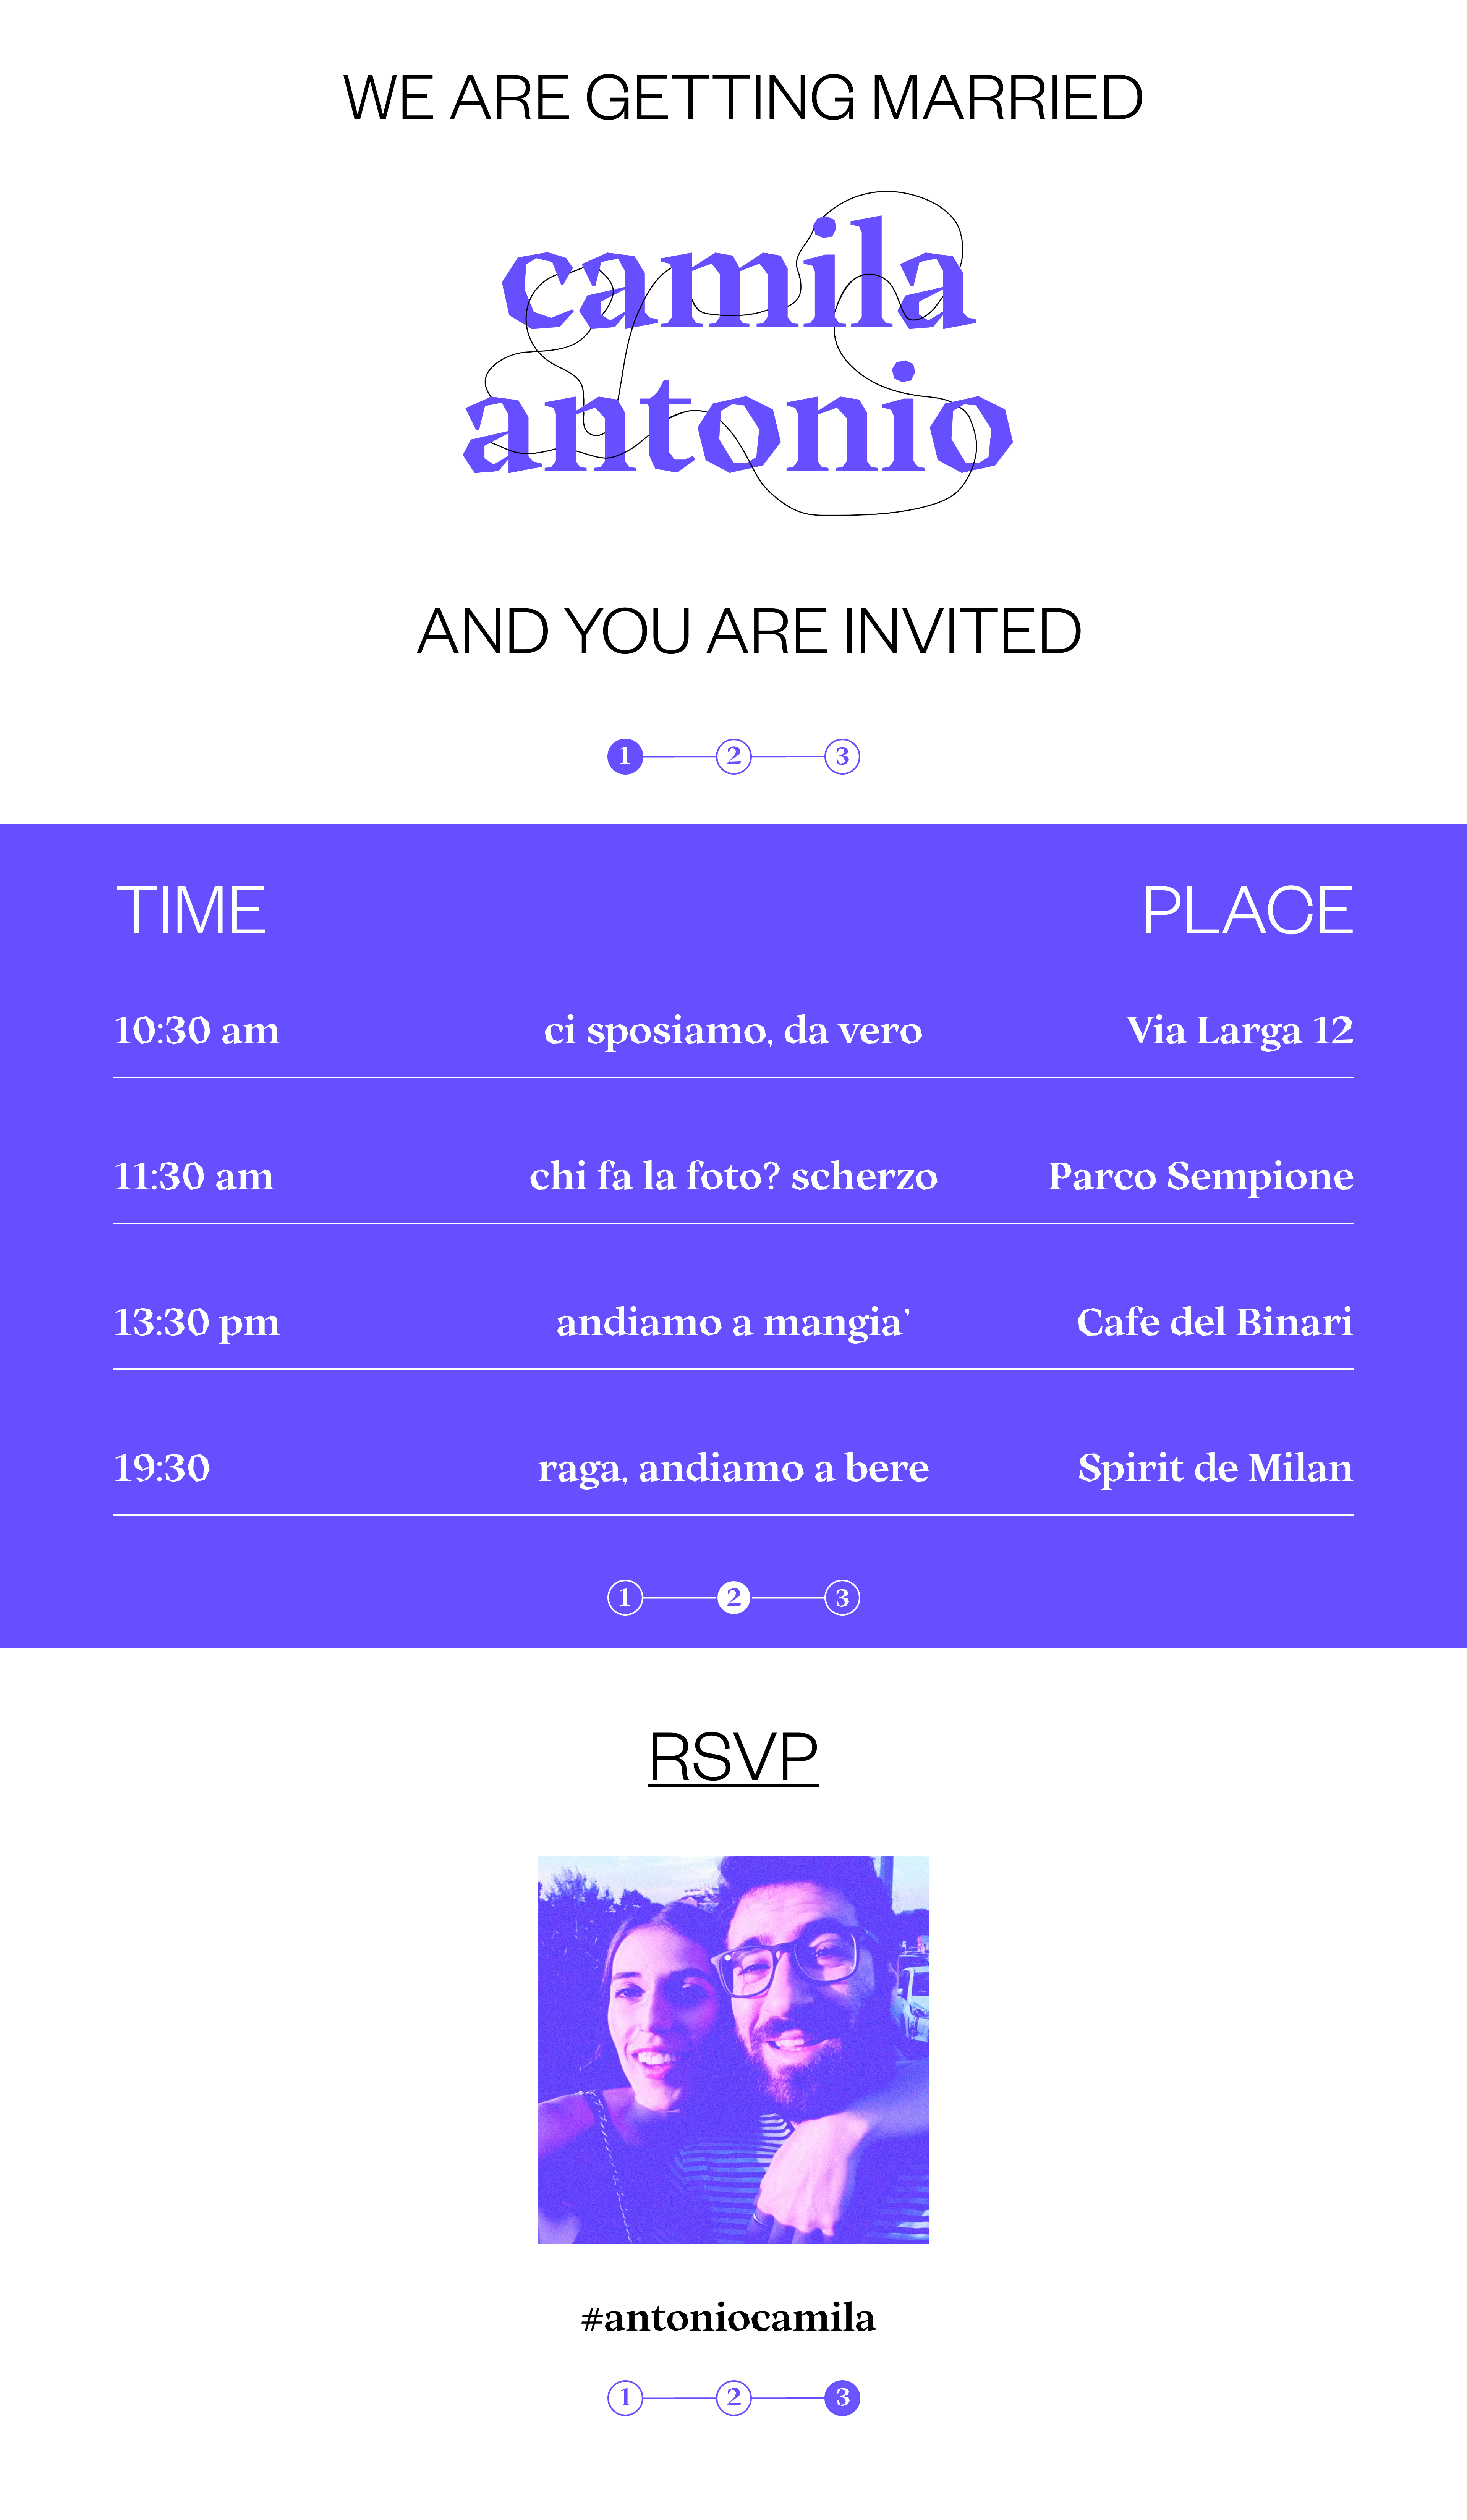 WE ARE GETTING MARRIED
camila
antonio
AND YOU ARE INVITED
1 2 3
TIME PLACE
10:30 am ci sposiamo, da vero Via Larga 12
11:30 am chi fa la foto? scherzo Parco Sempione
13:30 pm andiamo a mangia' Cafe del Binari
19:30 raga, andiamo a bere Spirit de Milan
1 2 3
RSVP
#antoniocamila
1 2 3